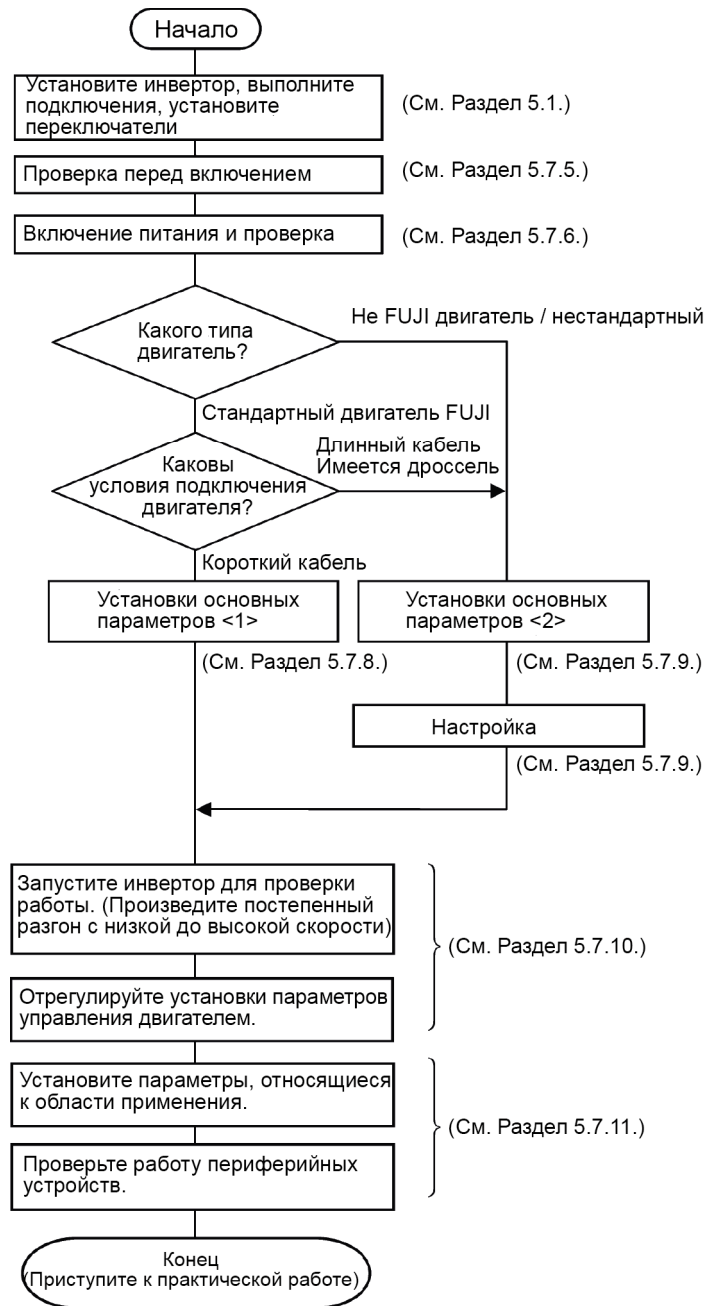 Начало
Установите инвертор, выполните
подключения, установите
переключатели
(См. Раздел 5.1.)
Проверка перед включением
(См. Раздел 5.7.5.)
Включение питания и проверка
(См. Раздел 5.7.6.)
Не FUJI двигатель / нестандартный
Какого типа
двигатель?
Стандартный двигатель FUJI
Длинный кабель
Имеется дроссель
Каковы
условия подключения
двигателя?
Короткий кабель
Установки основных
параметров <1>
Установки основных
параметров <2>
(См. Раздел 5.7.8.)
(См. Раздел 5.7.9.)
Настройка
(См. Раздел 5.7.9.)
Запустите инвертор для проверки
работы. (Произведите постепенный
разгон с низкой до высокой скорости)
(См. Раздел 5.7.10.)
Отрегулируйте установки параметров
управления двигателем.
Установите параметры, относящиеся
к области применения.
(См. Раздел 5.7.11.)
Проверьте работу периферийных
устройств.
Конец
(Приступите к практической работе)